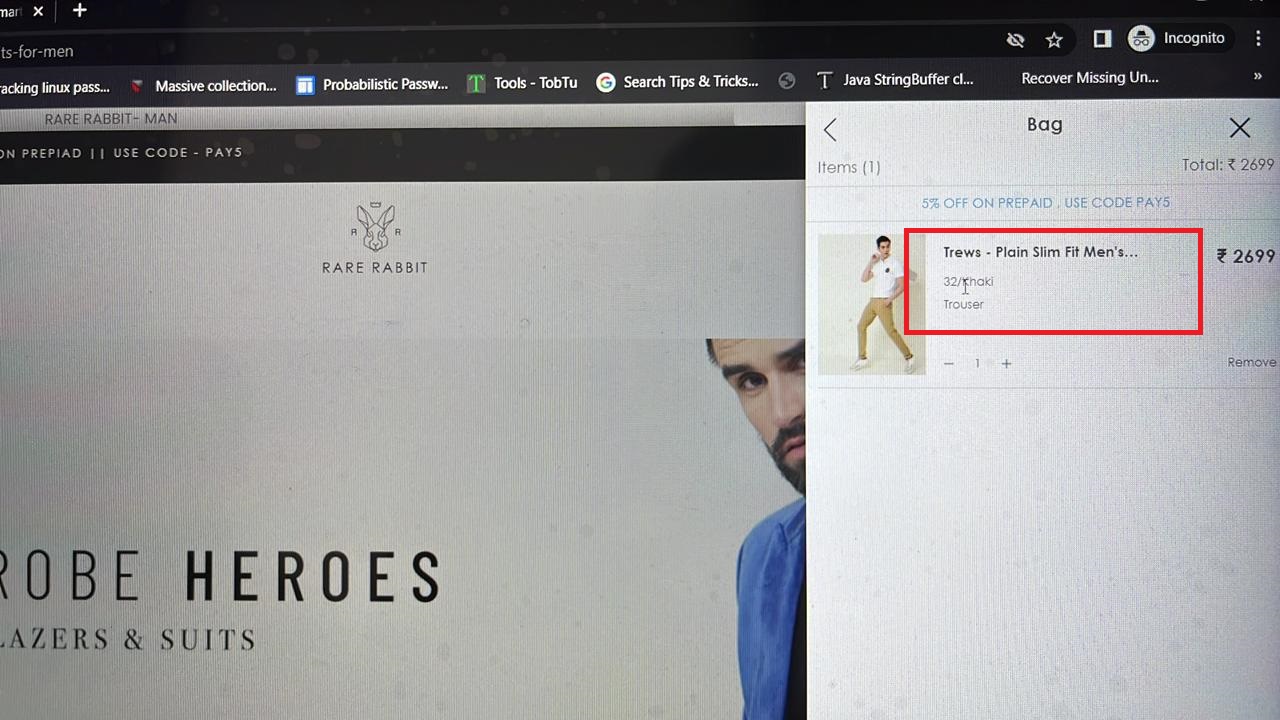 ts-for-men
Incognito
racking linux pass...
Massive collection...
Probabilistic Passw...
T
Tools - TobTu
G
Search Tips & Tricks...
T
Java StringBuffer cl...
Recover Missing Un...
»
RARE RABBIT- MAN
ON PREPIAD || USE CODE - PAY5
R R
RARE RABBIT
ROBE HEROES
LAZERS & SUITS
Bag
Items (1)
Total: ₹ 2699
5% OFF ON PREPAID , USE CODE PAY5
Trews - Plain Slim Fit Men's...
₹ 2699
32/Khaki
Trouser
− 1 +
Remove